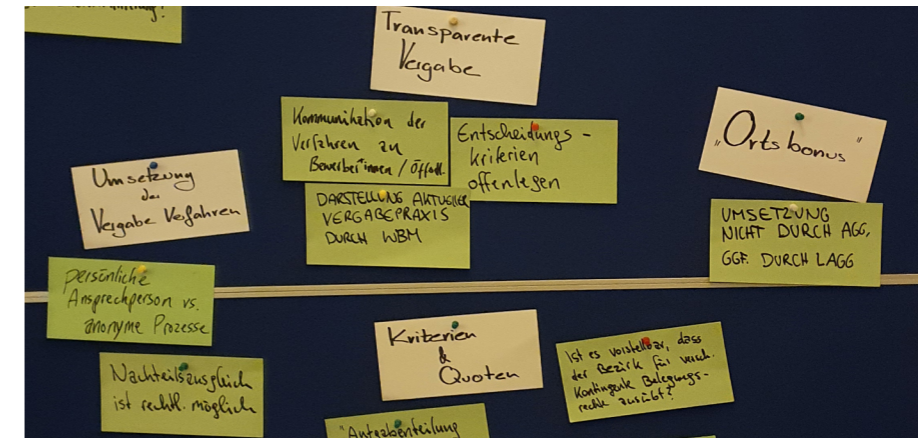 Transparente
Vergabe
Kommunikation der
Verfahren an
Bewerber*innen / Öffentl.
Entscheidungs-
kriterien
offenlegen
DARSTELLUNG AKTUELLER
VERGABEPRAXIS
DURCH WBM
"Ortsbonus"
UMSETZUNG
NICHT DURCH AGG,
GGF. DURCH LAGG
Umsetzung
der
Vergabe Verfahren
persönliche
Ansprechperson vs.
anonyme Prozesse
Nachteilsausgleich
ist rechtl. möglich
Kriterien
&
Quoten
Ist es vorstellbar, dass
der Bezirk für versch.
Kontingente Belegungs-
rechte ausübt?